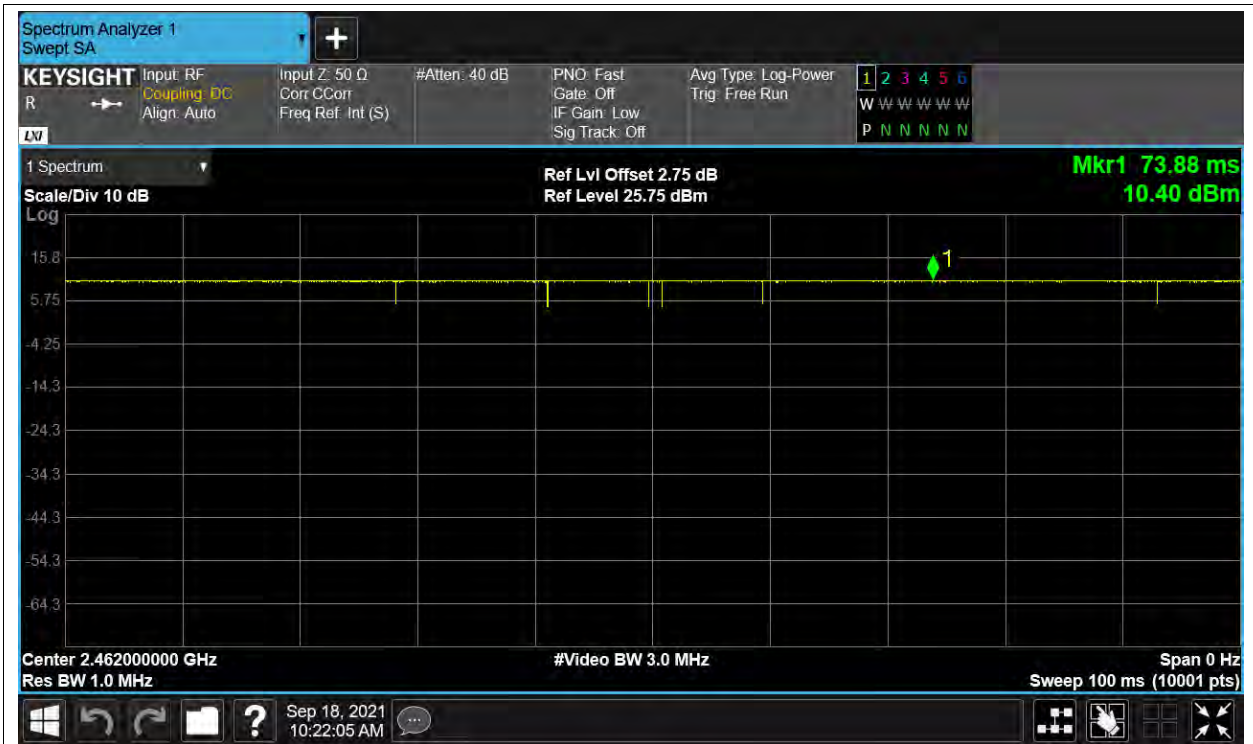 Spectrum Analyzer 1
Swept SA
+
KEYSIGHT
R
LXI
Input: RF
Coupling: DC
Align: Auto
Input Z: 50 Ω
Corr CCorr
Freq Ref: Int (S)
#Atten: 40 dB
PNO: Fast
Gate: Off
IF Gain: Low
Sig Track: Off
Avg Type: Log-Power
Trig: Free Run
1 2 3 4 5 6
W W W W W W
P N N N N N
1 Spectrum
Scale/Div 10 dB
Ref Lvl Offset 2.75 dB
Ref Level 25.75 dBm
Mkr1 73.88 ms
10.40 dBm
Log
15.8
5.75
-4.25
-14.3
-24.3
-34.3
-44.3
-54.3
-64.3
1
Center 2.462000000 GHz
Res BW 1.0 MHz
#Video BW 3.0 MHz
Span 0 Hz
Sweep 100 ms (10001 pts)
?
Sep 18, 2021
10:22:05 AM